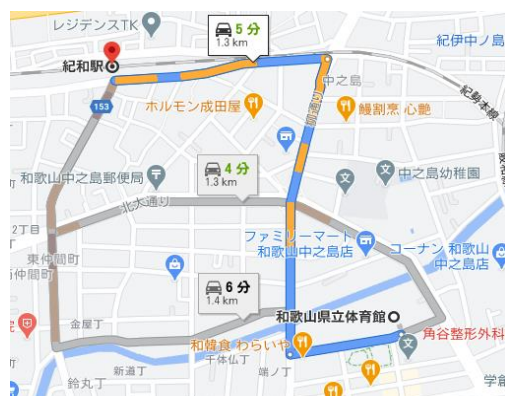 レジデンスTK
5 分
1.3 km
紀伊中ノ島
紀和駅
中之島
153
ホルモン成田屋
鰻割烹 心艶
紀勢本線
和歌山中之島郵便局
4 分
1.3 km
中之島幼稚園
北大通り
2丁目
東仲間町
ファミリーマート
和歌山中之島店
コーナン 和歌山
中之島店
6 分
1.4 km
金屋丁
和歌山県立体育館
角谷整形外科
和韓食 わらいや
千体仏丁
新道丁
端ノ丁
鈴丸丁